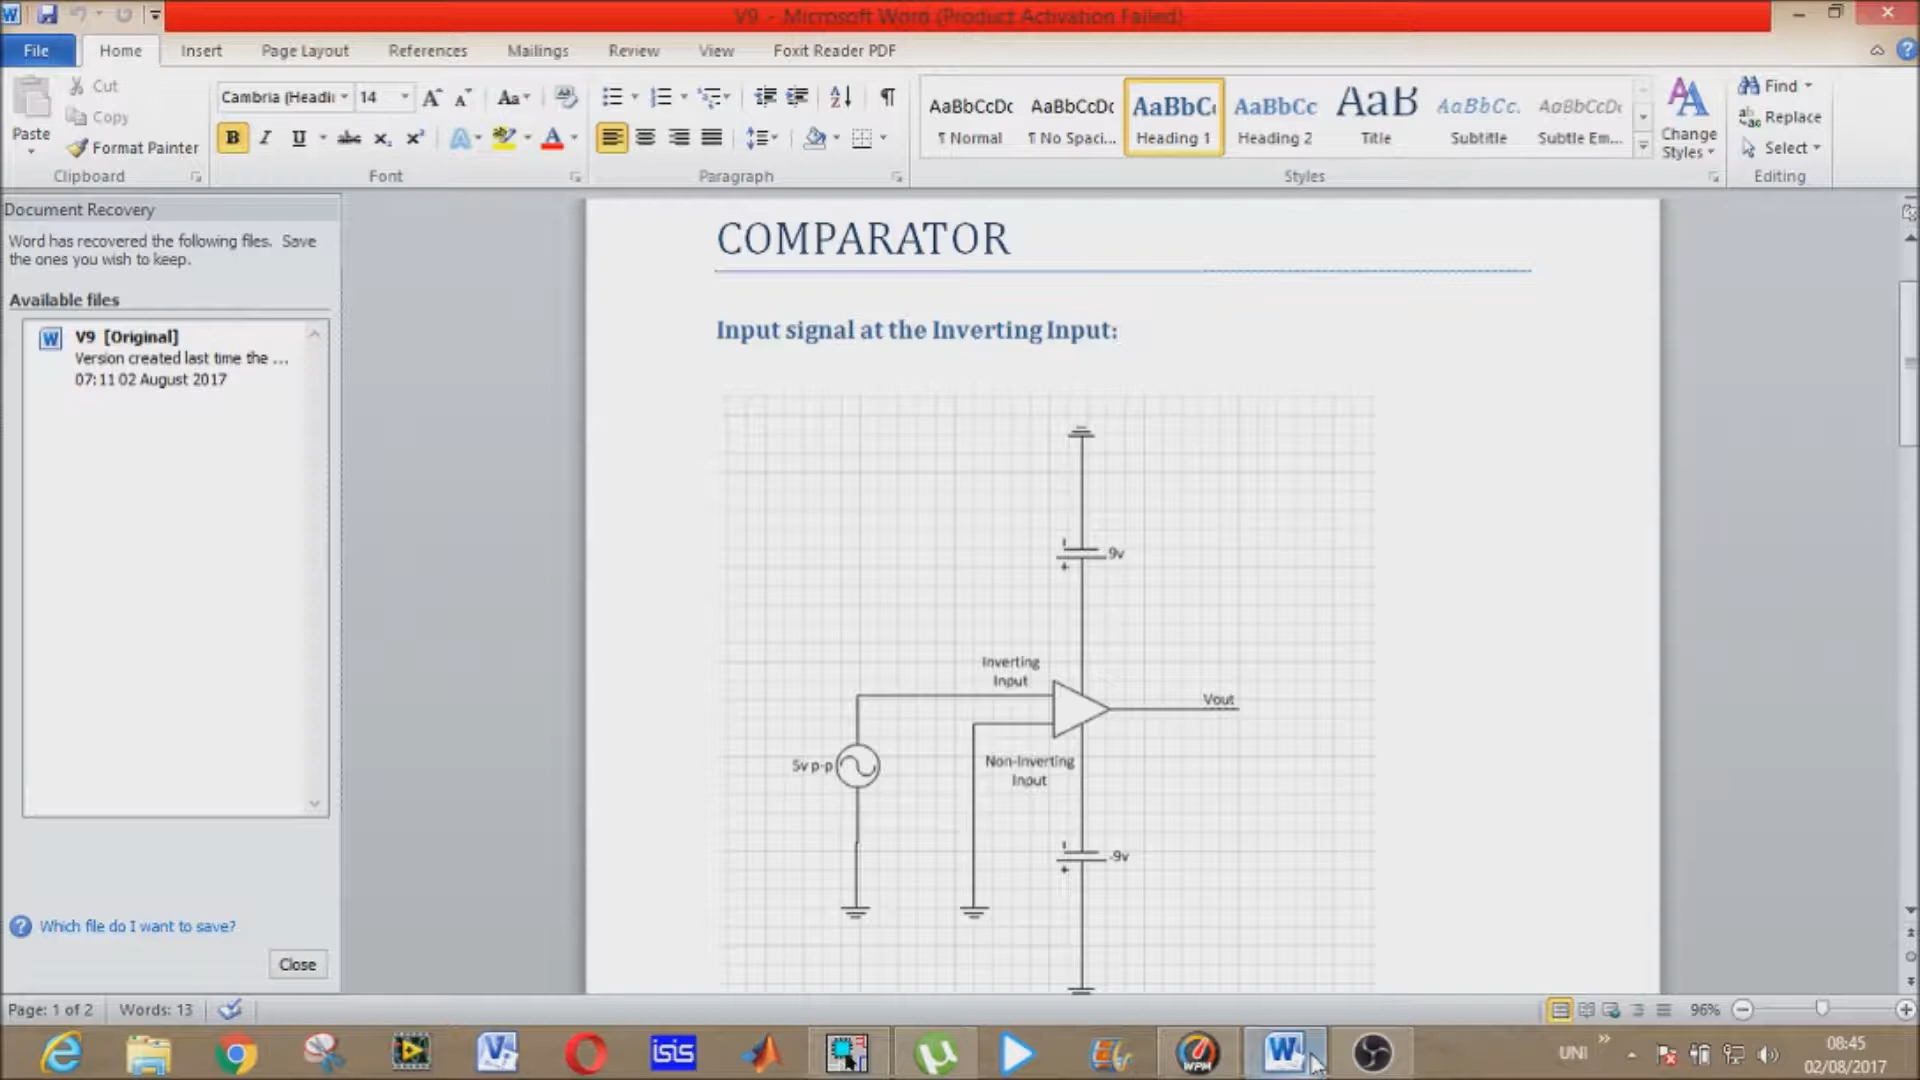 V9 - Microsoft Word (Product Activation Failed)
File Home Insert Page Layout References Mailings Review View Foxit Reader PDF
Paste
Cut
Copy
Format Painter
Clipboard
Cambria (Headi 14
Font
Paragraph
AaBbCcDc AaBbCcDc AaBbC AaBbCc AaB AaBbCc. AaBbCcDc
¶ Normal ¶ No Spaci... Heading 1 Heading 2 Title Subtitle Subtle Em...
Styles
Change
Styles
Find
Replace
Select
Editing
Document Recovery
Word has recovered the following files. Save
the ones you wish to keep.
Available files
V9 [Original]
Version created last time the ...
07:11 02 August 2017
Which file do I want to save?
Close
COMPARATOR
Input signal at the Inverting Input:
9v
Inverting
Input
Vout
5v p-p
Non-Inverting
Input
-9v
Page: 1 of 2 Words: 13
96%
isis
WPM
UNI
08:45
02/08/2017